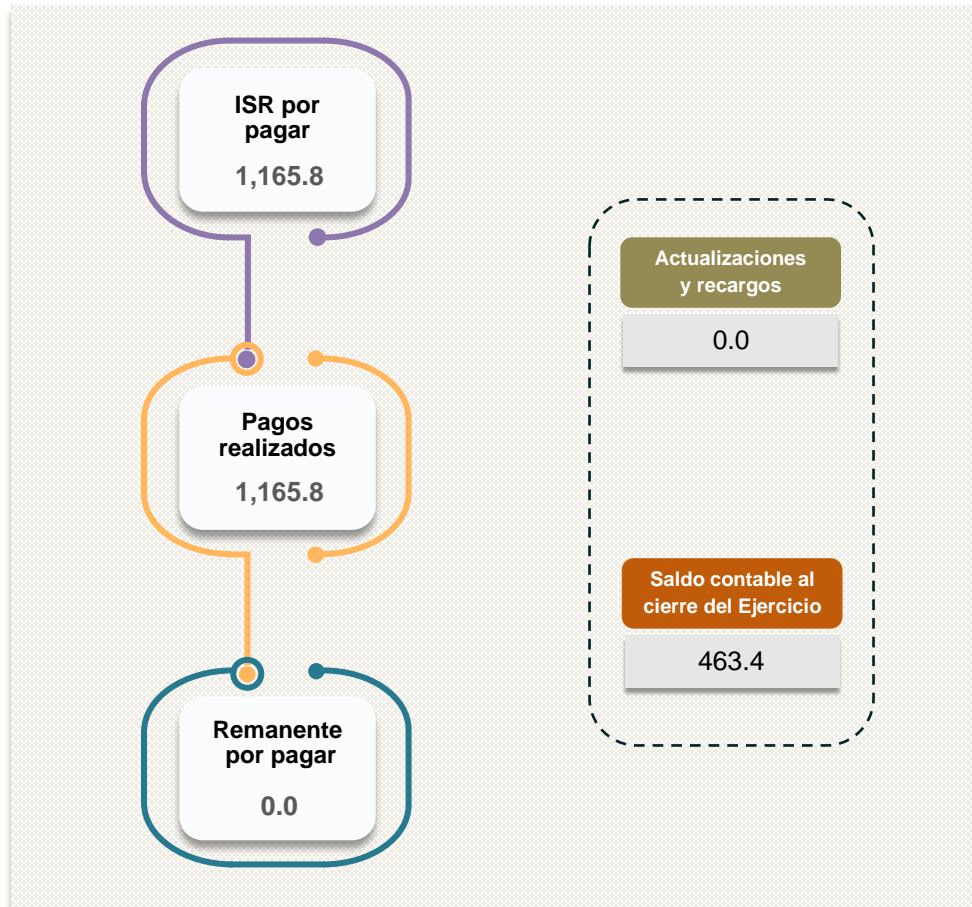 ISR por
pagar
1,165.8
Pagos
realizados
1,165.8
Remanente
por pagar
0.0
Actualizaciones
y recargos
0.0
Saldo contable al
cierre del Ejercicio
463.4